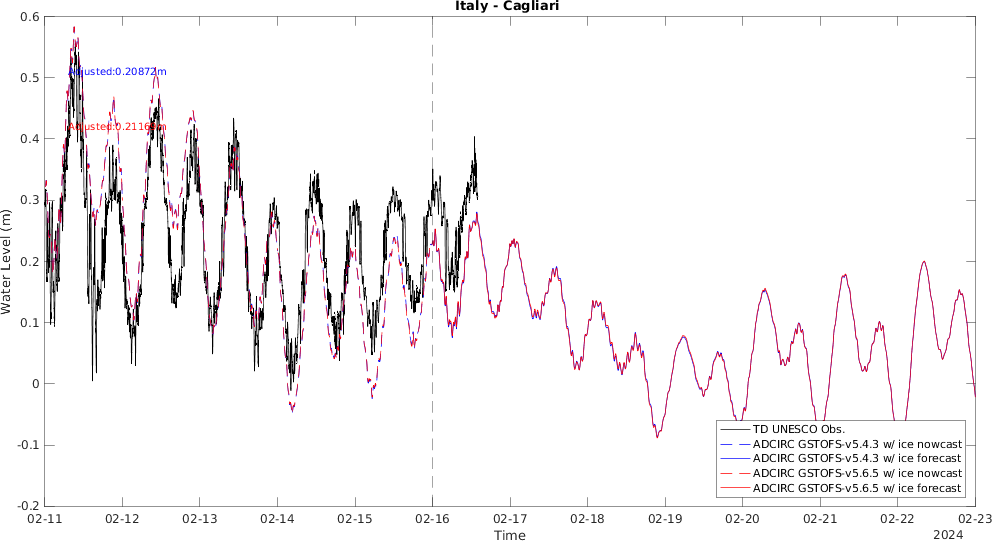 Italy - Cagliari
Water Level (m)
0.6
0.5
0.4
0.3
0.2
0.1
0
-0.1
-0.2
Adjusted:0.20872m
TD UNESCO Obs.
ADCIRC GSTOFS-v5.4.3 w/ ice nowcast
ADCIRC GSTOFS-v5.4.3 w/ ice forecast
ADCIRC GSTOFS-v5.6.5 w/ ice nowcast
ADCIRC GSTOFS-v5.6.5 w/ ice forecast
02-11 02-12 02-13 02-14 02-15 02-16 02-17 02-18 02-19 02-20 02-21 02-22 02-23
Time
2024